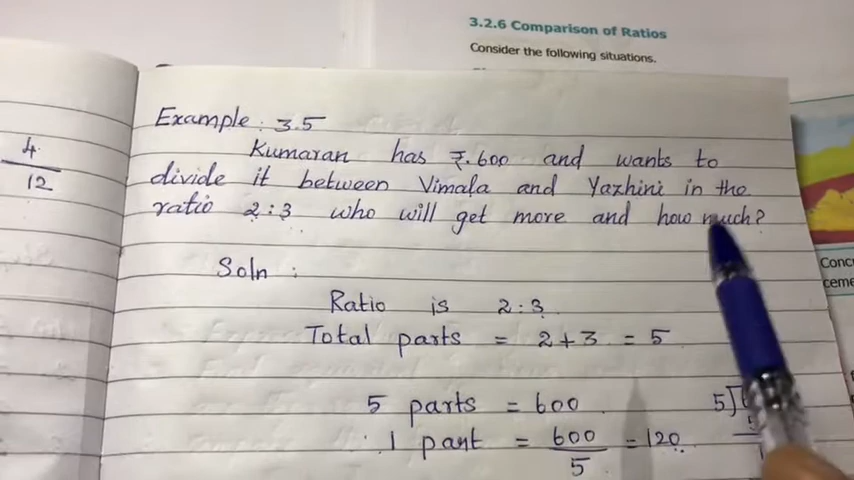 3.2.6 Comparison of Ratios
Consider the following situations.
Example : 3.5
Kumaran has ₹.600 and wants to
divide it between Vimala and Yazhini in the
ratio 2:3 who will get more and how much?
4
12
Soln :
Ratio is 2:3.
Total parts = 2+3 = 5
5 parts = 600
1 part = 600
5
= 120
5